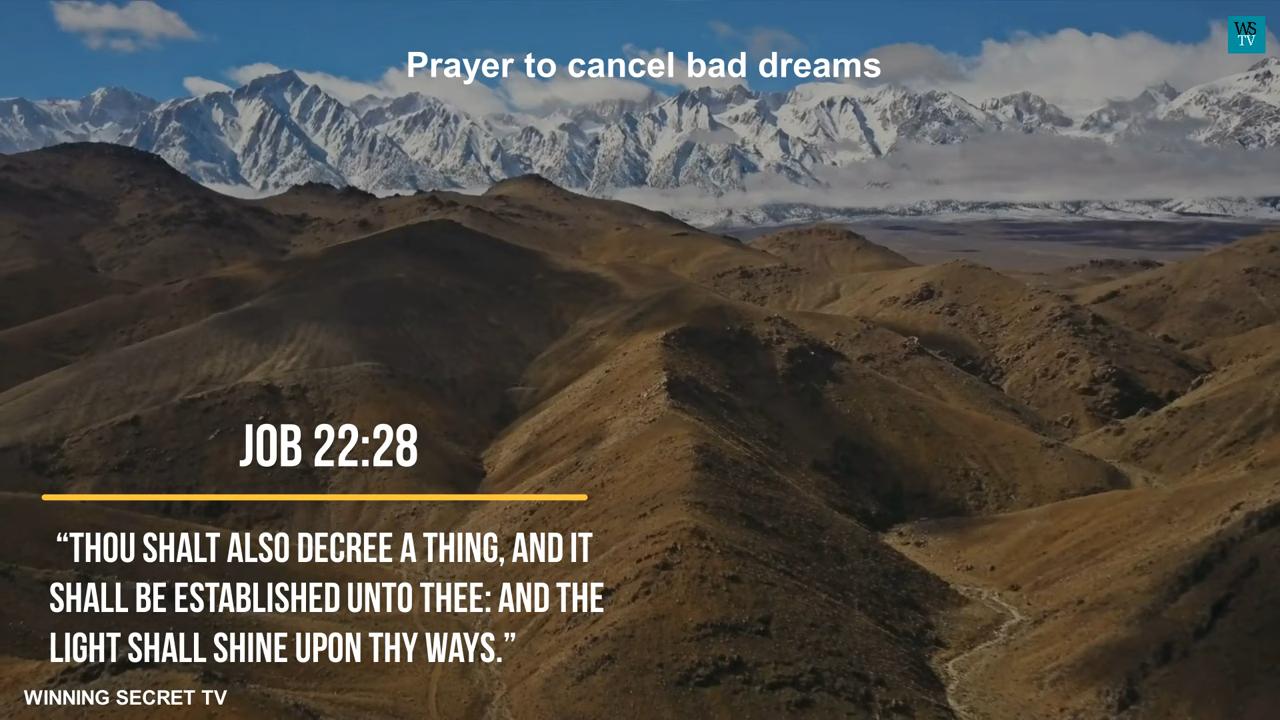 WS
TV
Prayer to cancel bad dreams
JOB 22:28
“THOU SHALT ALSO DECREE A THING, AND IT
SHALL BE ESTABLISHED UNTO THEE: AND THE
LIGHT SHALL SHINE UPON THY WAYS.”
WINNING SECRET TV